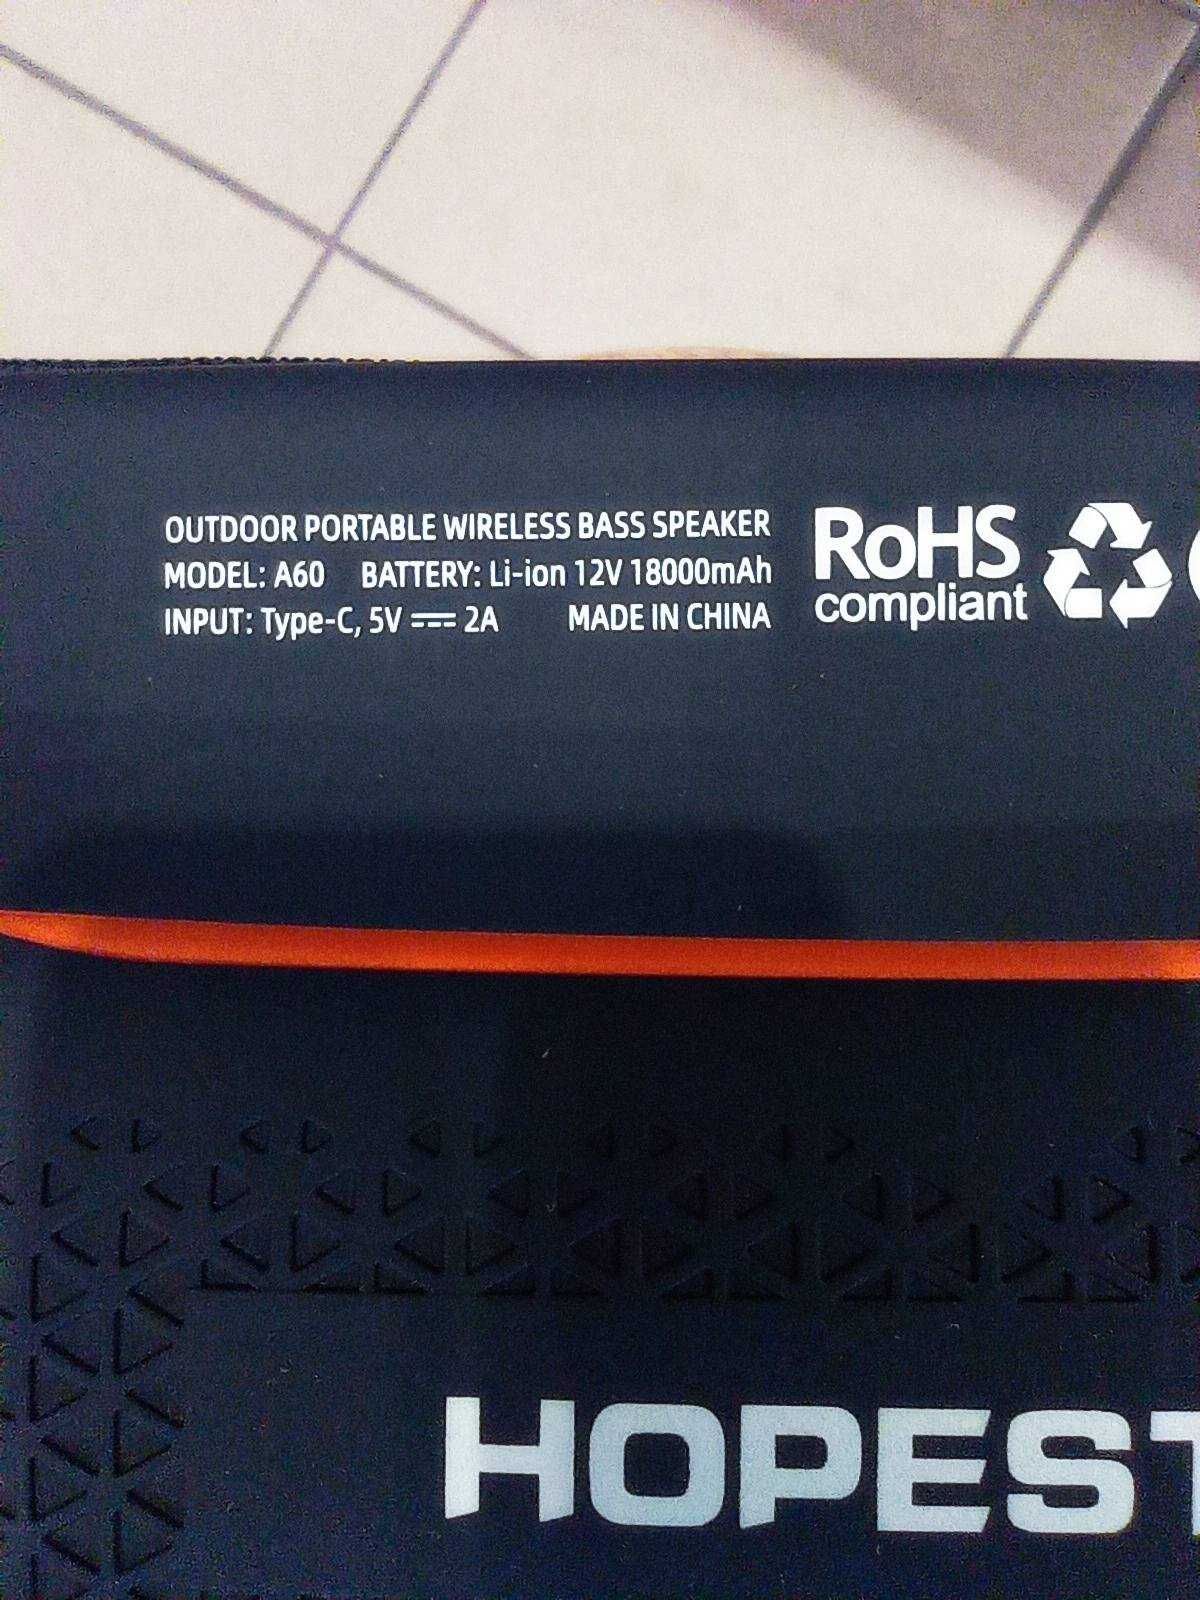 OUTDOOR PORTABLE WIRELESS BASS SPEAKER
MODEL: A60 BATTERY: Li-ion 12V 18000mAh
INPUT: Type-C, 5V ⎓ 2A MADE IN CHINA
RoHS
compliant
HOPEST